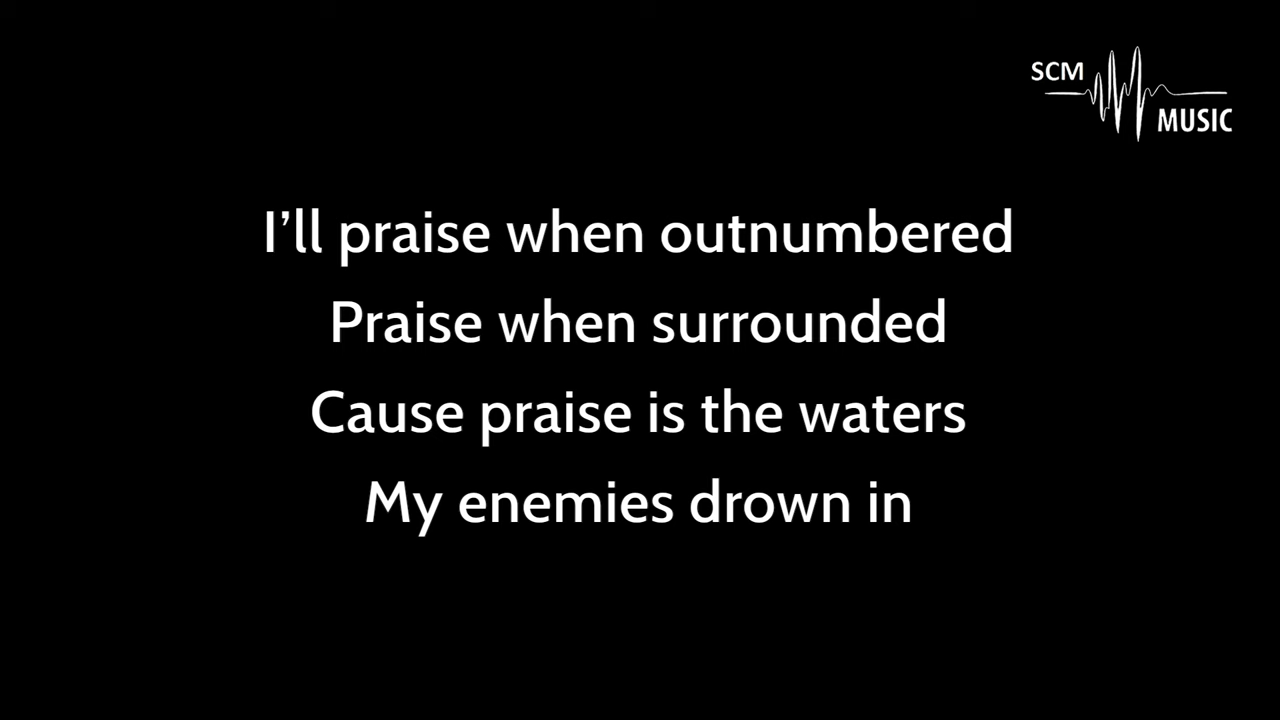 SCM
MUSIC
I’ll praise when outnumbered
Praise when surrounded
Cause praise is the waters
My enemies drown in